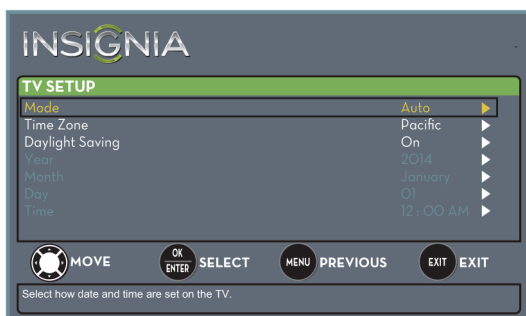 INSIGNIA
TV SETUP
Mode Auto
Time Zone Pacific
Daylight Saving On
Year 2014
Month January
Day 01
Time 12 : 00 AM
MOVE OK ENTER SELECT MENU PREVIOUS EXIT EXIT
Select how date and time are set on the TV.